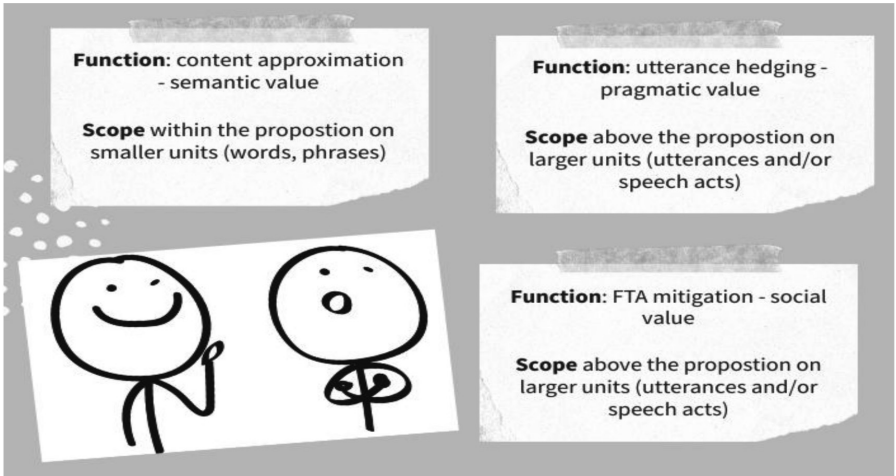 Function: content approximation
- semantic value
Scope within the propostion on
smaller units (words, phrases)
Function: utterance hedging -
pragmatic value
Scope above the propostion on
larger units (utterances and/or
speech acts)
Function: FTA mitigation - social
value
Scope above the propostion on
larger units (utterances and/or
speech acts)